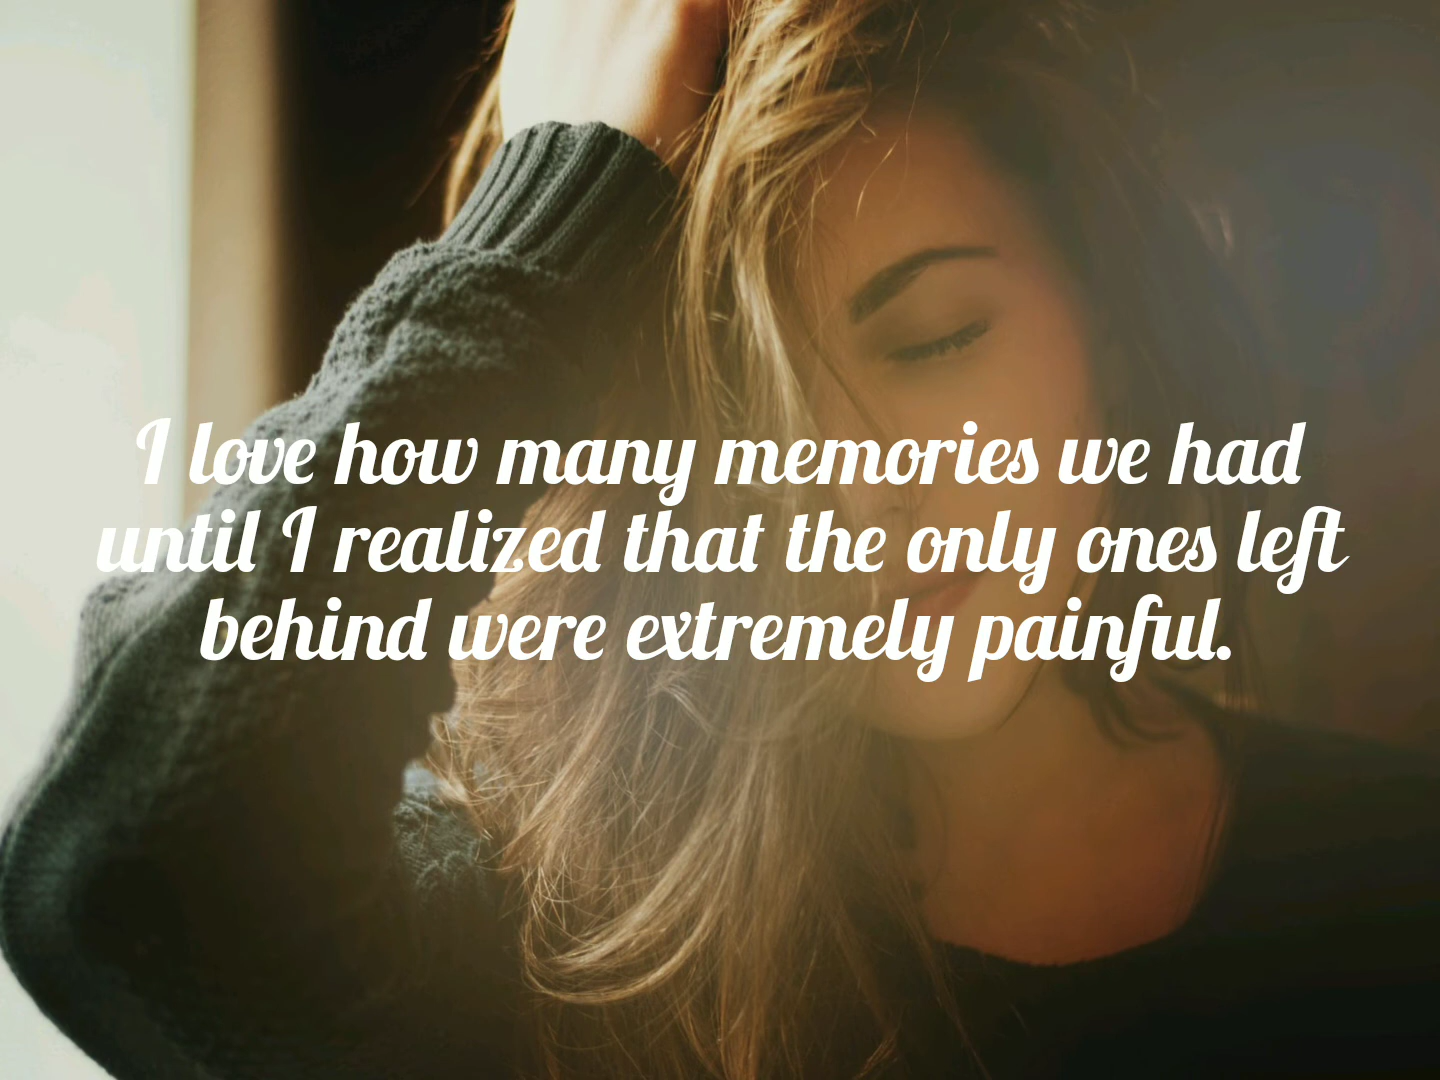 I love how many memories we had
until I realized that the only ones left
behind were extremely painful.